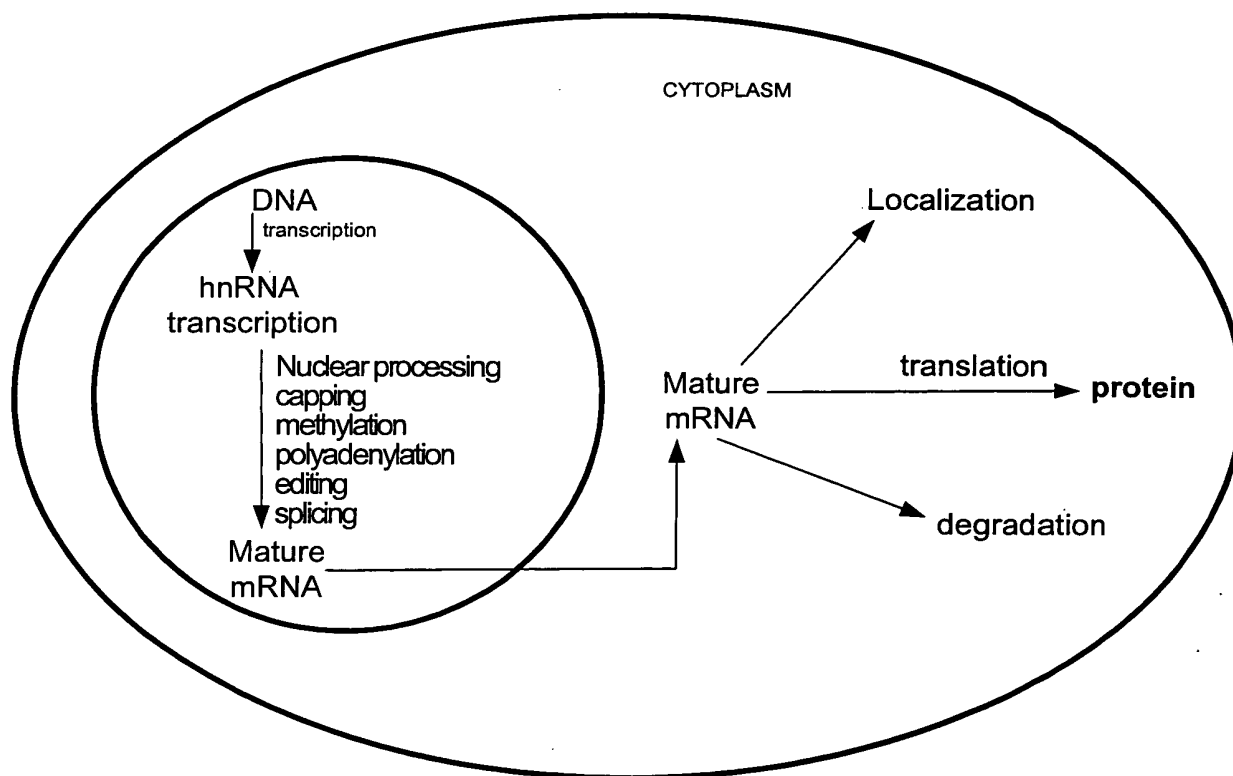 CYTOPLASM
DNA
transcription
hnRNA
transcription
Nuclear processing
capping
methylation
polyadenylation
editing
splicing
Mature
mRNA
Mature
mRNA
Localization
translation
protein
degradation